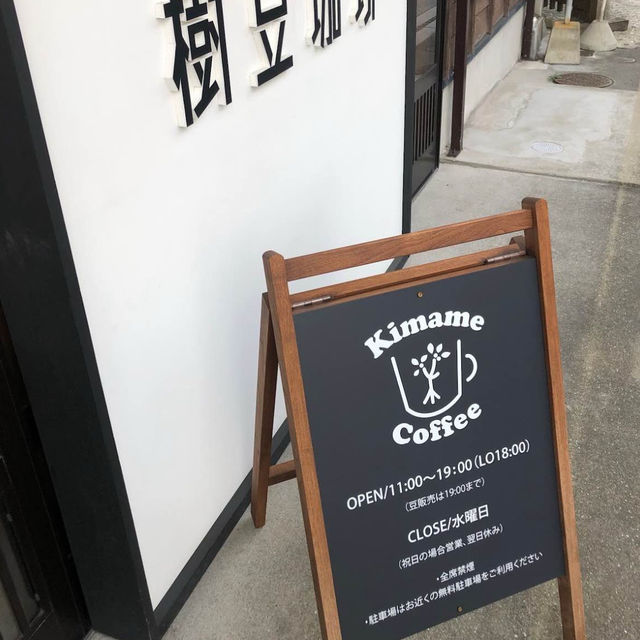 樹豆珈琲
Kimame
Coffee
OPEN/11:00〜19:00(LO18:00)
(豆販売は19:00まで)
CLOSE/水曜日
(祝日の場合営業、翌日休み)
・全席禁煙
・駐車場はお近くの無料駐車場をご利用ください